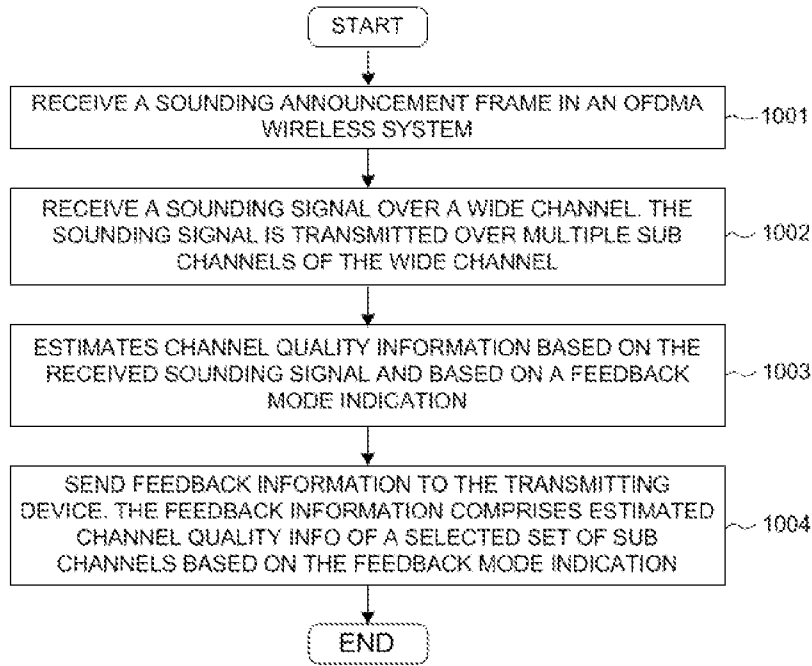 START
RECEIVE A SOUNDING ANNOUNCEMENT FRAME IN AN OFDMA
WIRELESS SYSTEM
1001
RECEIVE A SOUNDING SIGNAL OVER A WIDE CHANNEL. THE
SOUNDING SIGNAL IS TRANSMITTED OVER MULTIPLE SUB
CHANNELS OF THE WIDE CHANNEL
1002
ESTIMATES CHANNEL QUALITY INFORMATION BASED ON THE
RECEIVED SOUNDING SIGNAL AND BASED ON A FEEDBACK
MODE INDICATION
1003
SEND FEEDBACK INFORMATION TO THE TRANSMITTING
DEVICE. THE FEEDBACK INFORMATION COMPRISES ESTIMATED
CHANNEL QUALITY INFO OF A SELECTED SET OF SUB
CHANNELS BASED ON THE FEEDBACK MODE INDICATION
1004
END